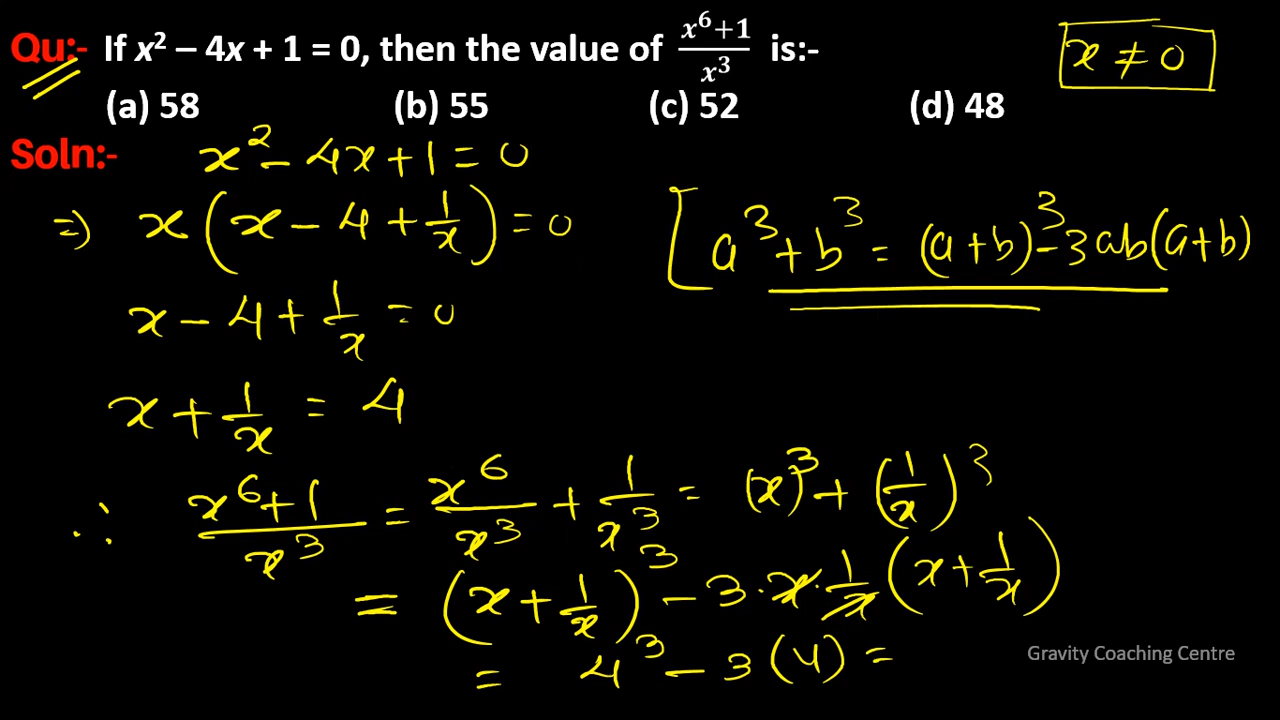 Qu:- If x² – 4x + 1 = 0, then the value of (x⁶+1)/x³ is:-
x ≠ 0
(a) 58 (b) 55 (c) 52 (d) 48
Soln:- x² - 4x + 1 = 0
=) x(x - 4 + 1/x) = 0
[a³ + b³ = (a+b)³ - 3ab(a+b)
x - 4 + 1/x = 0
x + 1/x = 4
∴ (x⁶+1)/x³ = x⁶/x³ + 1/x³ = (x)³ + (1/x)³
= (x + 1/x)³ - 3·x·1/x (x + 1/x)
= 4³ - 3(4) =
Gravity Coaching Centre